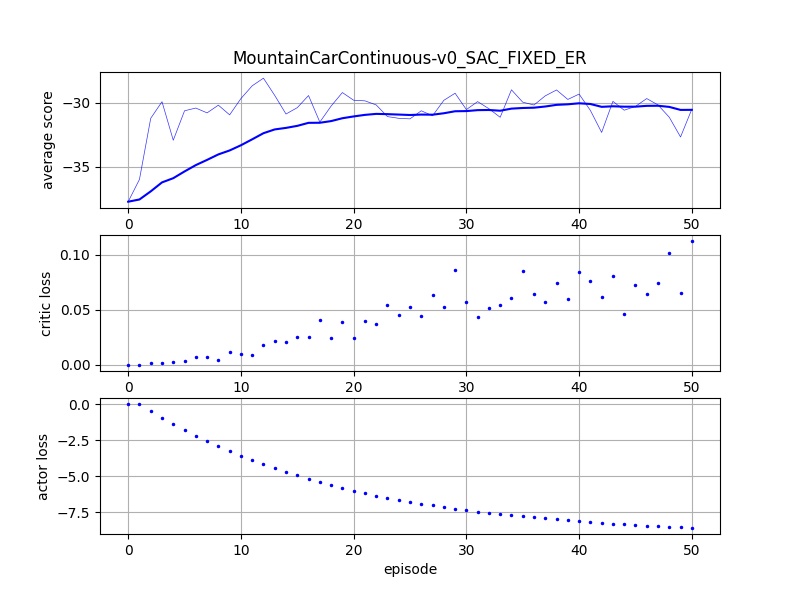 MountainCarContinuous-v0_SAC_FIXED_ER
average score
−30
−35
0 10 20 30 40 50
critic loss
0.10
0.05
0.00
0 10 20 30 40 50
actor loss
0.0
−2.5
−5.0
−7.5
0 10 20 30 40 50
episode